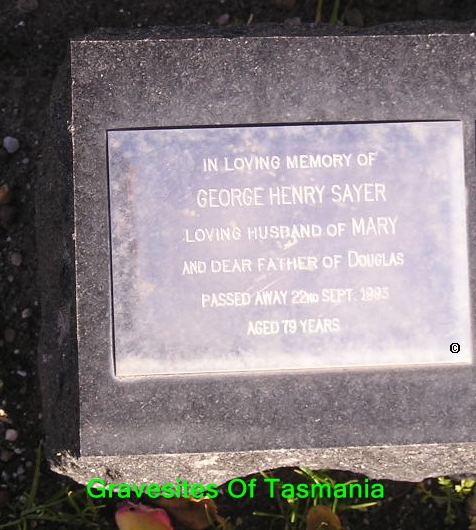 IN LOVING MEMORY OF
GEORGE HENRY SAYER
LOVING HUSBAND OF MARY
AND DEAR FATHER OF DOUGLAS
PASSED AWAY 22ND SEPT. 1993
AGED 79 YEARS
©
Gravesites Of Tasmania